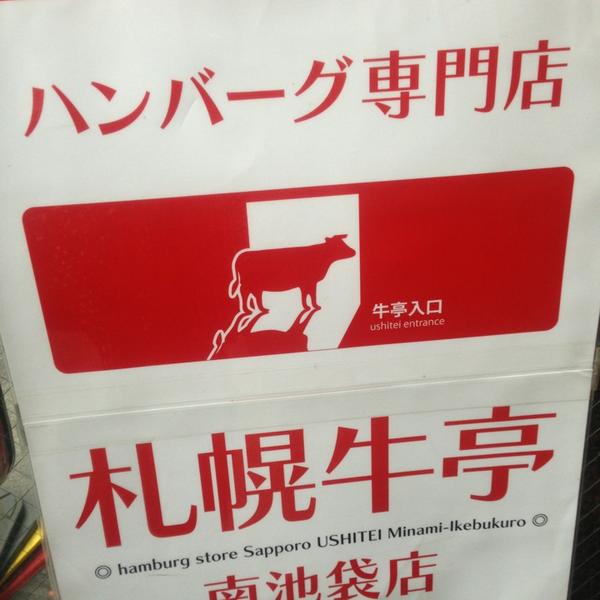 ハンバーグ専門店
牛亭入口
ushitei entrance
札幌牛亭
◎ hamburg store Sapporo USHITEI Minami-Ikebukuro ◎
南池袋店